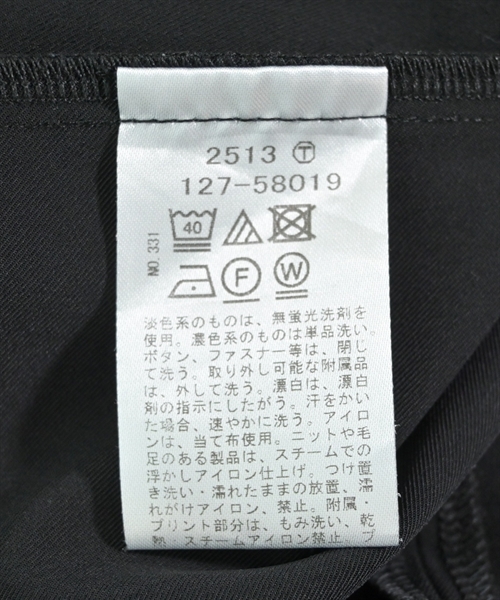 2513 Ⓣ
127-58019
NO.331
40
F W
淡色系のものは、無蛍光洗剤を
使用。濃色系のものは単品洗い。
ボタン、ファスナー等は、閉じ
て洗う。取り外し可能な附属品
は、外して洗う。漂白は、漂白
剤の指示にしたがう。汗をかい
た場合、速やかに洗う。アイロ
ンは、当て布使用。ニットや毛
足のある製品は、スチームでの
浮かしアイロン仕上げ。つけ置
き洗い・濡れたままの放置、濡
れがけアイロン、禁止。附属・
プリント部分は、もみ洗い、乾
熱・スチームアイロン禁止。